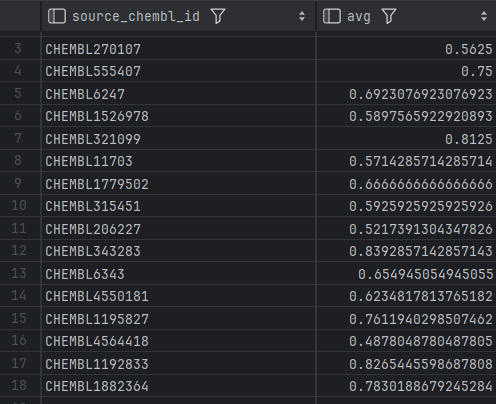 source_chembl_id avg
3 CHEMBL270107 0.5625
4 CHEMBL555407 0.75
5 CHEMBL6247 0.6923076923076923
6 CHEMBL1526978 0.5897565922920893
7 CHEMBL321099 0.8125
8 CHEMBL11703 0.5714285714285714
9 CHEMBL1779502 0.6666666666666666
10 CHEMBL315451 0.5925925925925926
11 CHEMBL206227 0.5217391304347826
12 CHEMBL343283 0.8392857142857143
13 CHEMBL6343 0.654945054945055
14 CHEMBL4550181 0.6234817813765182
15 CHEMBL1195827 0.7611940298507462
16 CHEMBL4564418 0.4878048780487805
17 CHEMBL1192833 0.8265445598687808
18 CHEMBL1882364 0.7830188679245284